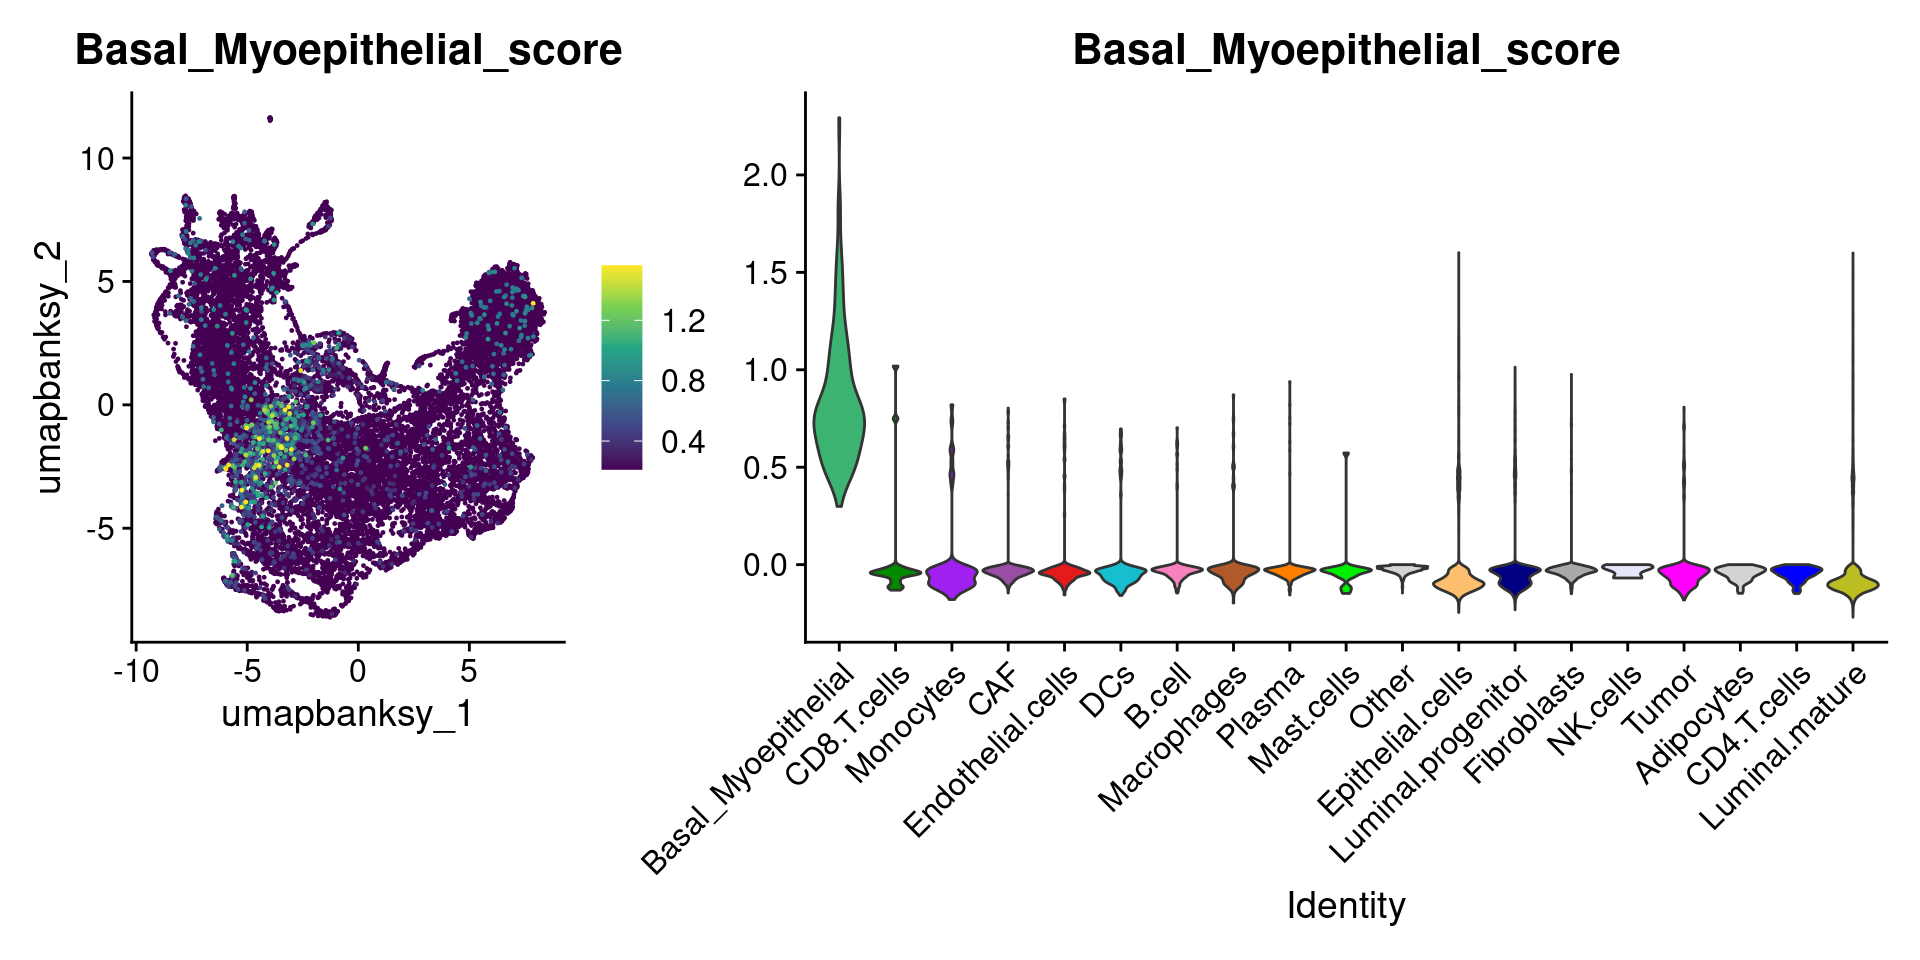 Basal_Myoepithelial_score
umapbanksy_2
10
5
0
-5
-10
-5
0
5
umapbanksy_1
1.2
0.8
0.4
Basal_Myoepithelial_score
2.0
1.5
1.0
0.5
0.0
Basal_Myoepithelial
CD8.T.cells
Monocytes
CAF
Endothelial.cells
DCs
B.cell
Macrophages
Plasma
Mast.cells
Other
Epithelial.cells
Luminal.progenitor
Fibroblasts
NK.cells
Tumor
Adipocytes
CD4.T.cells
Luminal.mature
Identity